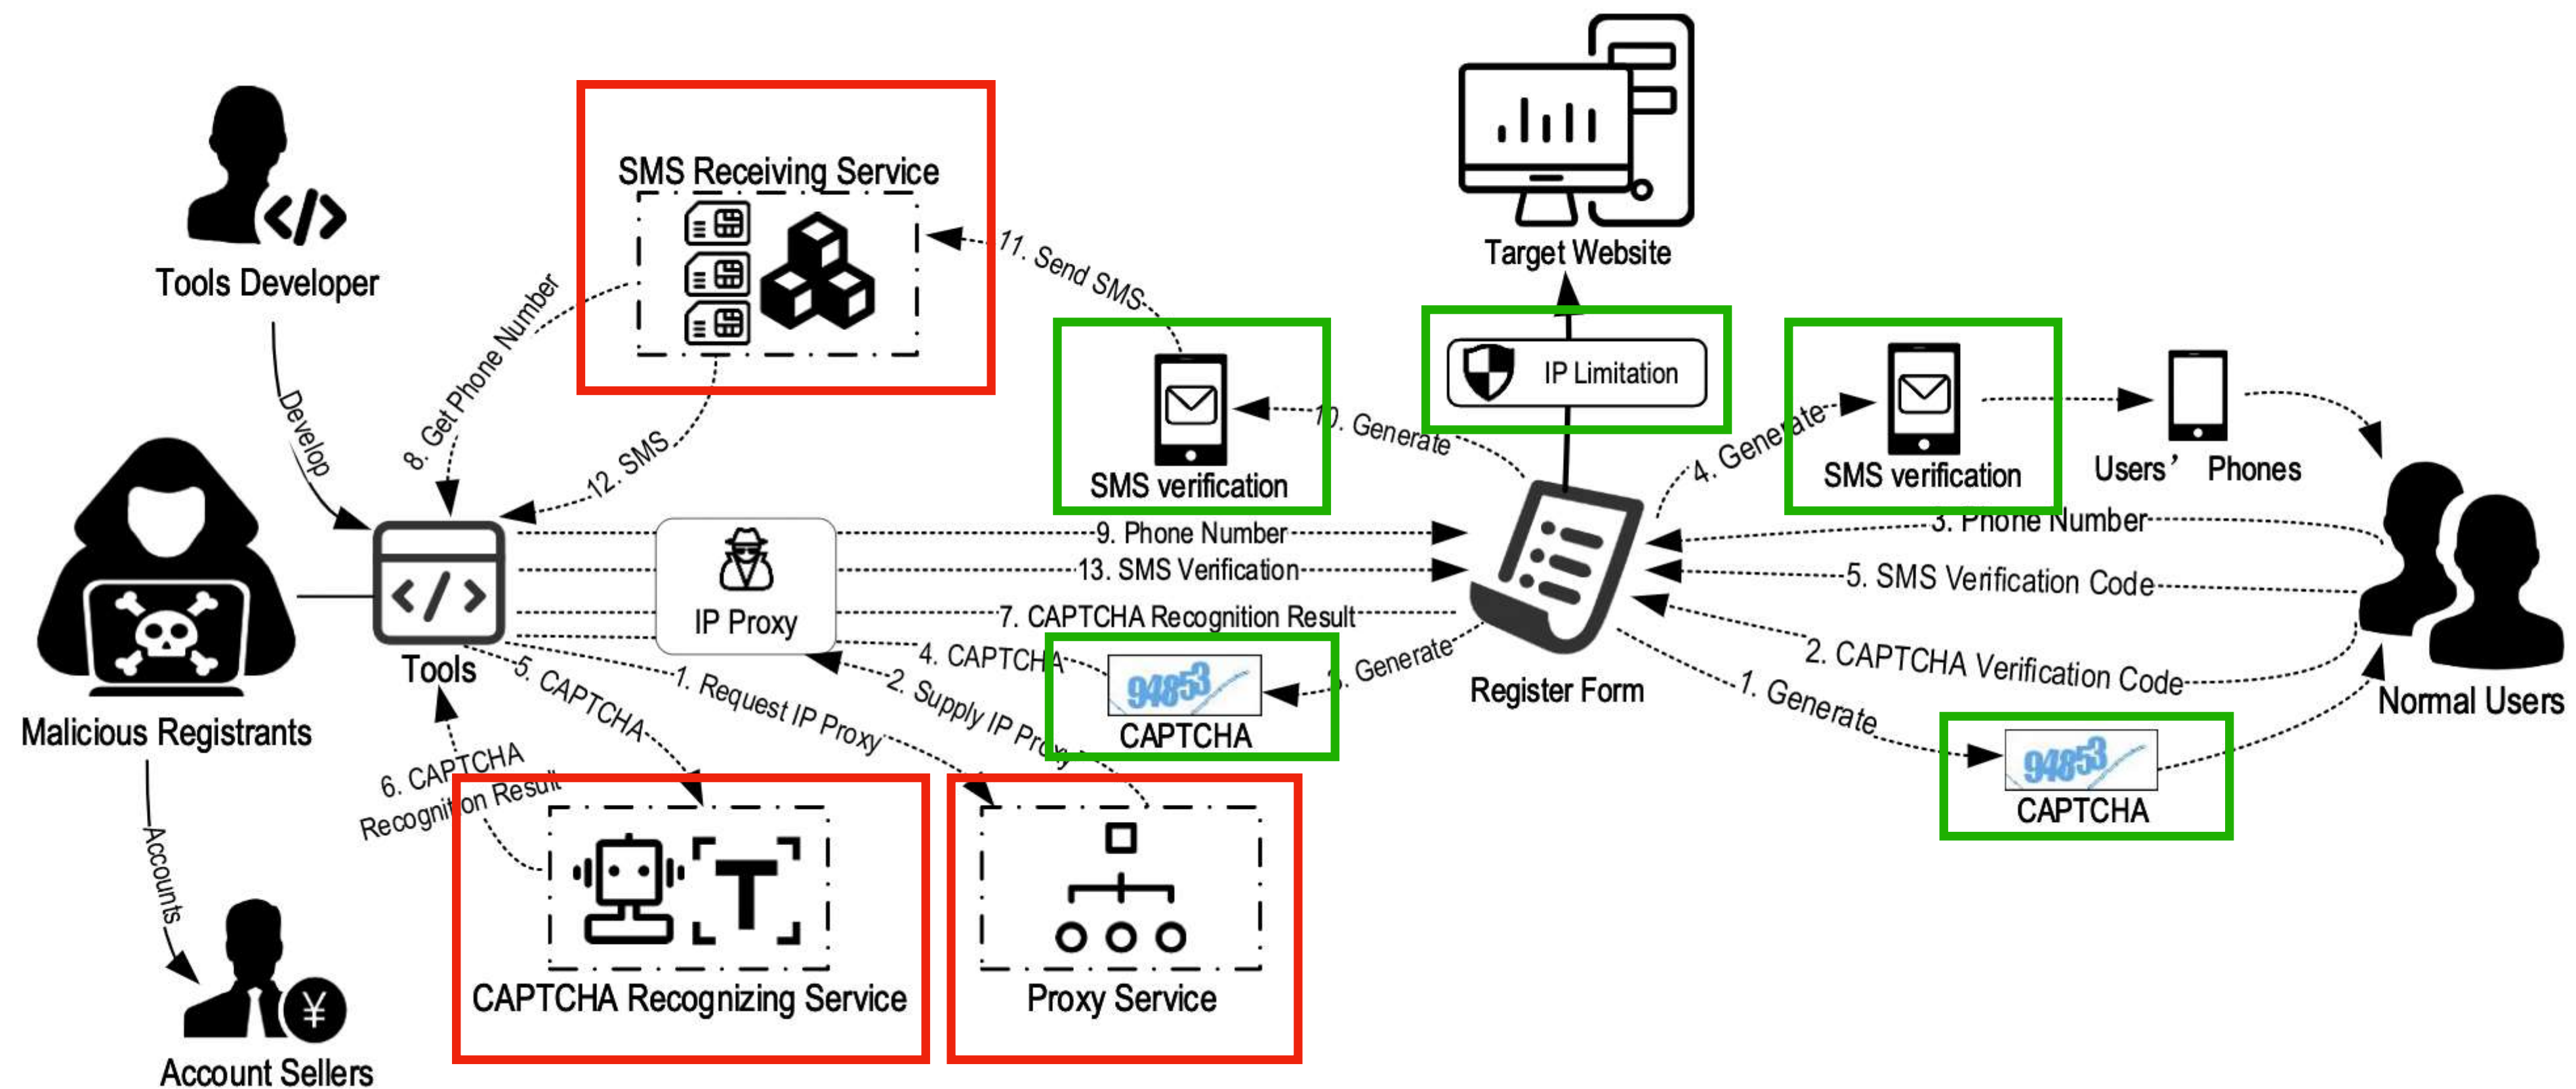 SMS Receiving Service
Target Website
Tools Developer
11. Send SMS
8. Get Phone Number
Develop
12. SMS
IP Limitation
10. Generate
SMS verification
4. Generate
SMS verification
Users’ Phones
9. Phone Number
3. Phone Number
13. SMS Verification
5. SMS Verification Code
IP Proxy
7. CAPTCHA Recognition Result
2. CAPTCHA Verification Code
Tools
4. CAPTCHA
94853
CAPTCHA
3. Generate
Register Form
1. Generate
Normal Users
Malicious Registrants
5. CAPTCHA
1. Request IP Proxy
2. Supply IP Proxy
6. CAPTCHA
Recognition Result
94853
CAPTCHA
Accounts
T
CAPTCHA Recognizing Service
Proxy Service
¥
Account Sellers